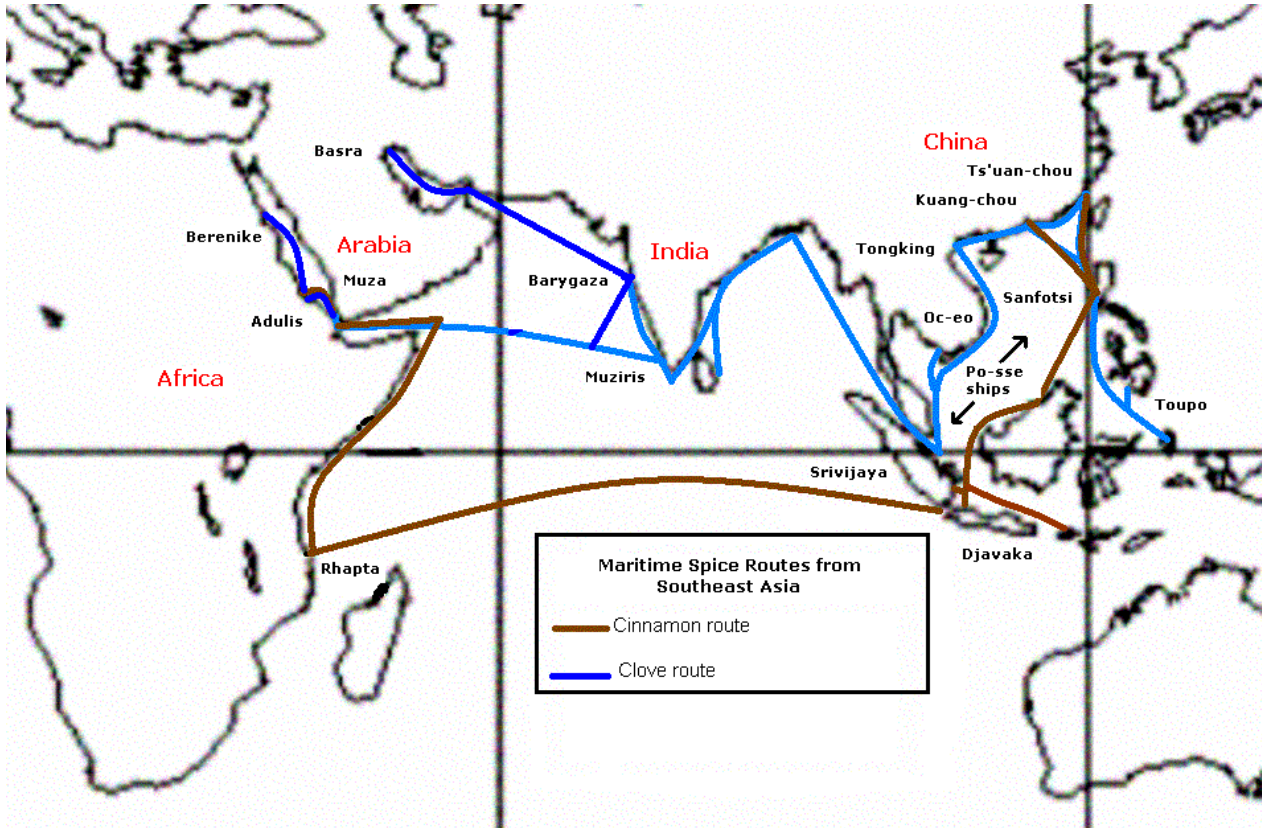 China
Ts'uan-chou
Basra
Kuang-chou
Berenike
Arabia
India
Tongking
Muza
Barygaza
Sanfotsi
Adulis
Oc-eo
Africa
Muziris
Po-sse
ships
Toupo
Srivijaya
Djavaka
Rhapta
Maritime Spice Routes from
Southeast Asia
Cinnamon route
Clove route